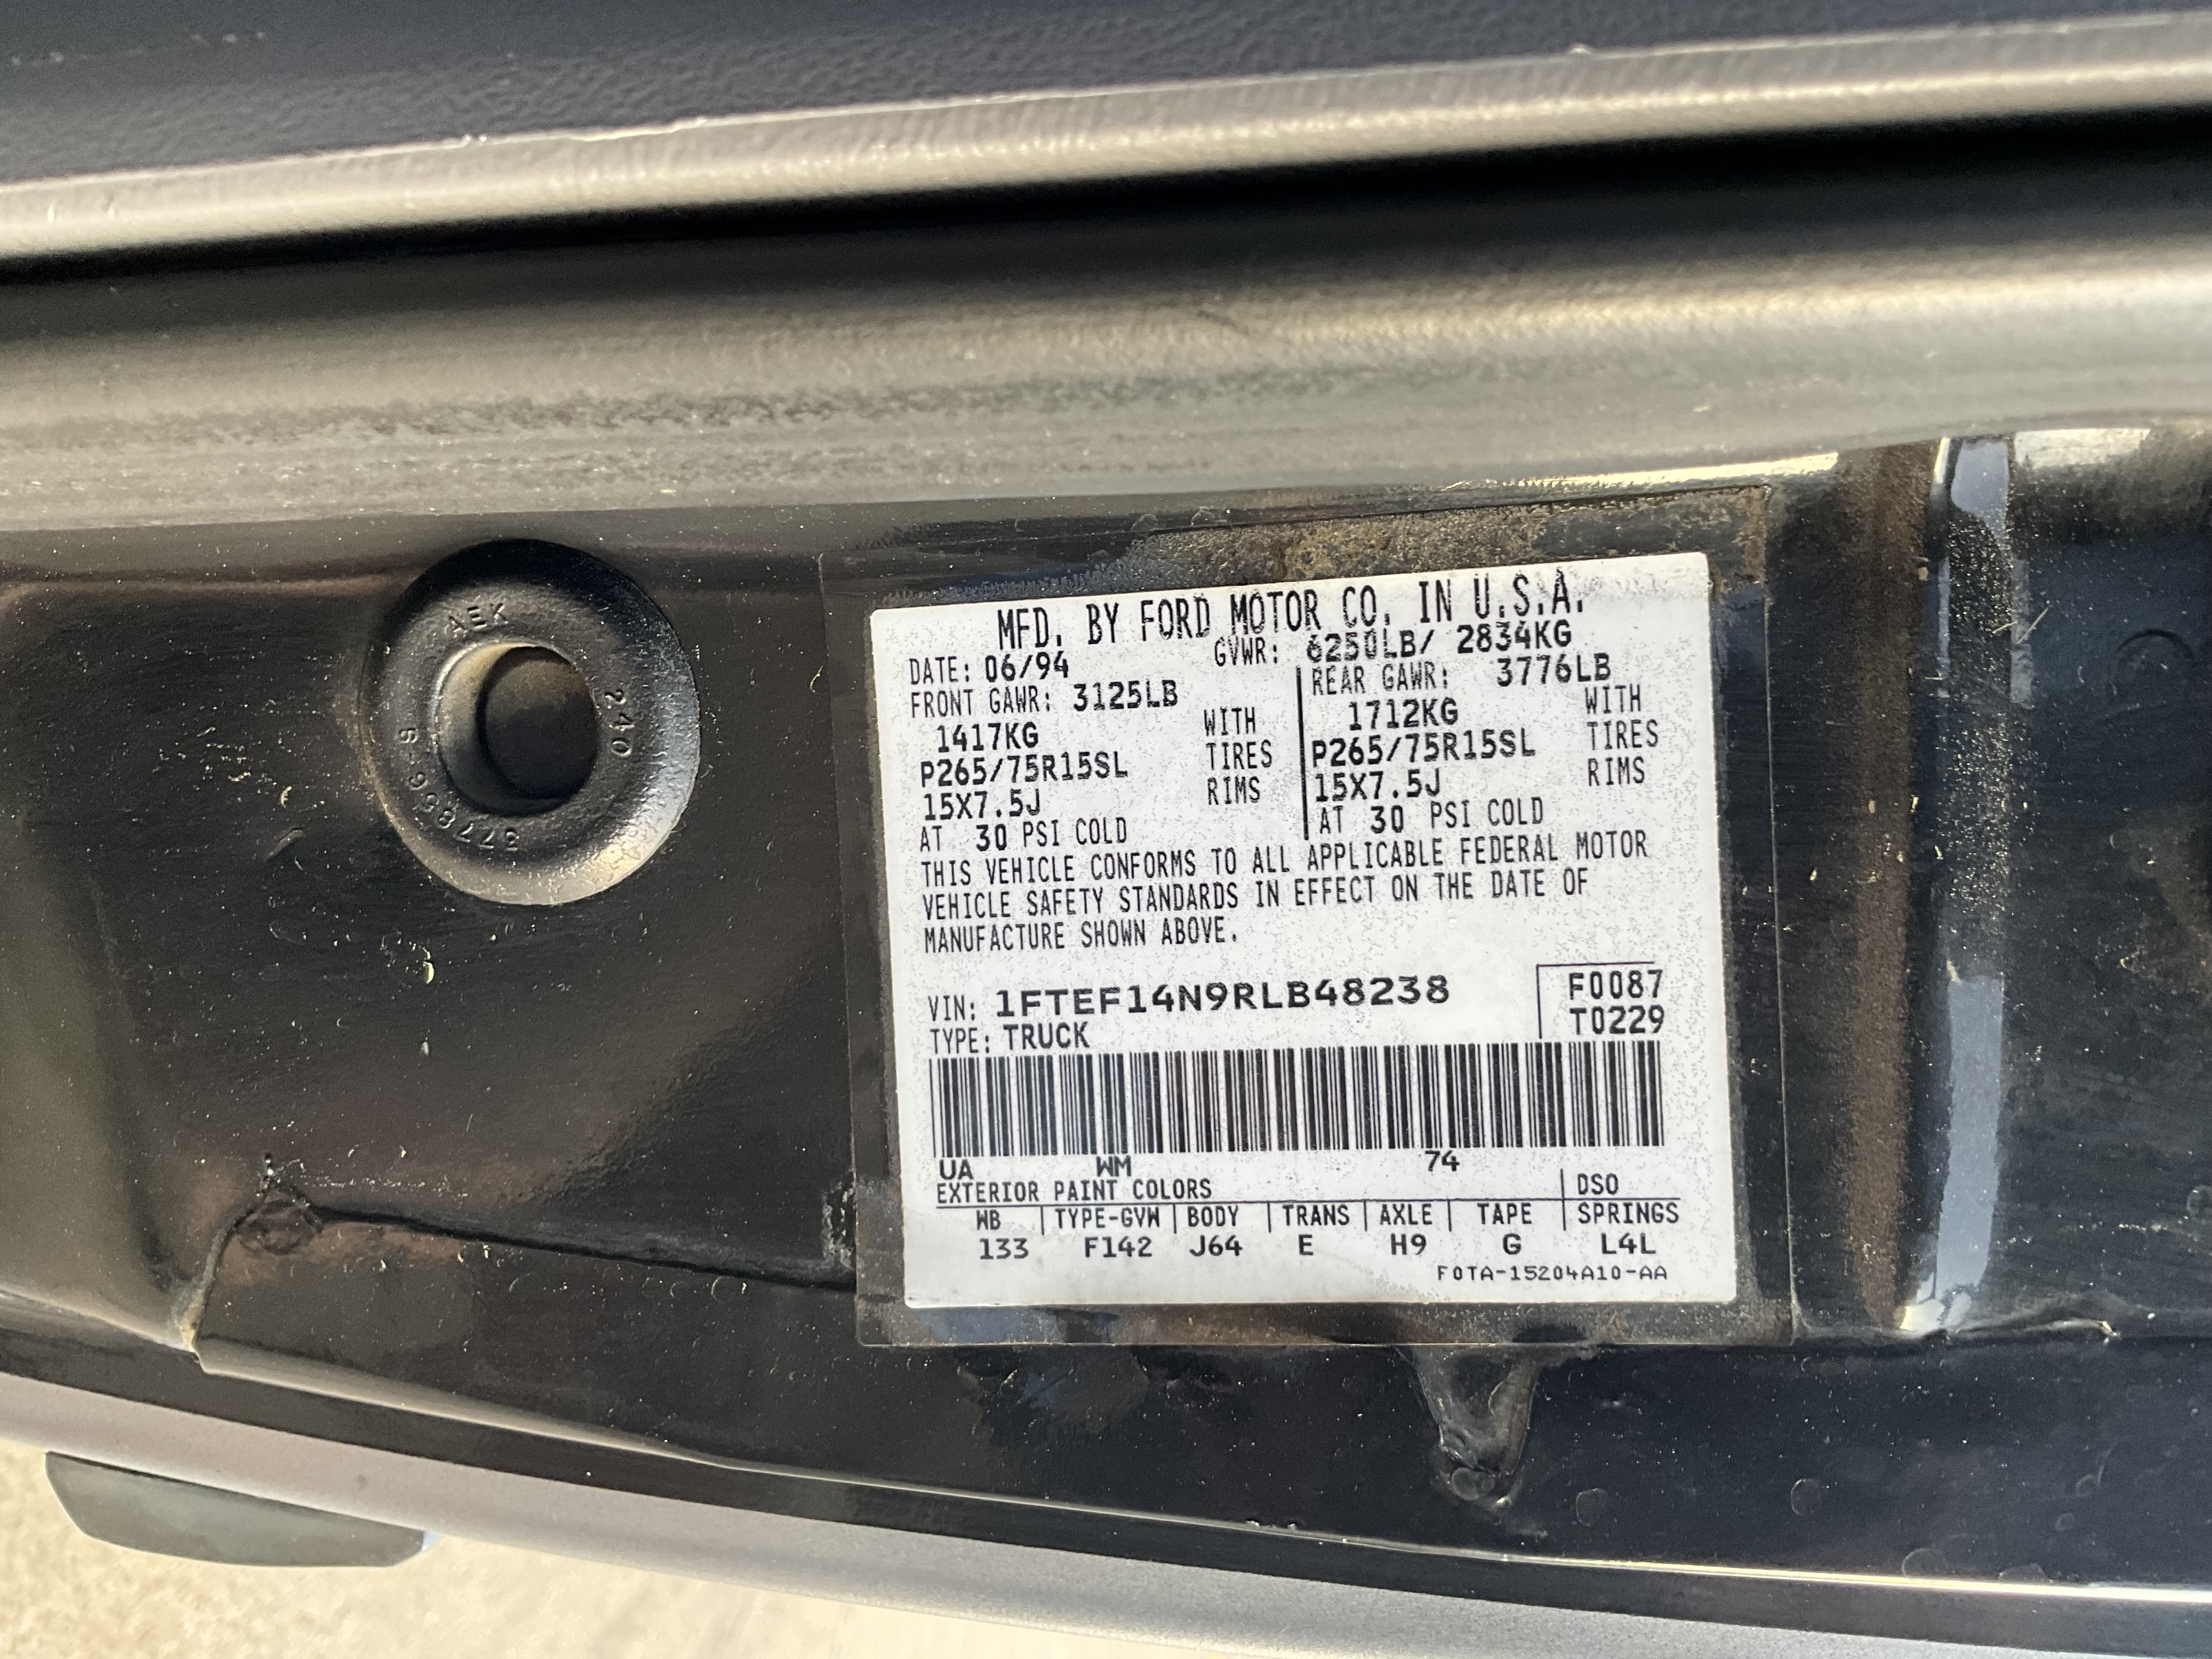 MFD. BY FORD MOTOR CO. IN U.S.A.
DATE: 06/94 GVWR: 6250LB/ 2834KG
FRONT GAWR: 3125LB REAR GAWR: 3776LB
1417KG WITH 1712KG WITH
P265/75R15SL TIRES P265/75R15SL TIRES
15X7.5J RIMS 15X7.5J RIMS
AT 30 PSI COLD AT 30 PSI COLD
THIS VEHICLE CONFORMS TO ALL APPLICABLE FEDERAL MOTOR
VEHICLE SAFETY STANDARDS IN EFFECT ON THE DATE OF
MANUFACTURE SHOWN ABOVE.
VIN: 1FTEF14N9RLB48238 F0087
TYPE: TRUCK T0229
UA WM 74
EXTERIOR PAINT COLORS DSO
WB TYPE-GVW BODY TRANS AXLE TAPE SPRINGS
133 F142 J64 E H9 G L4L
F0TA-15204A10-AA
AEK
240